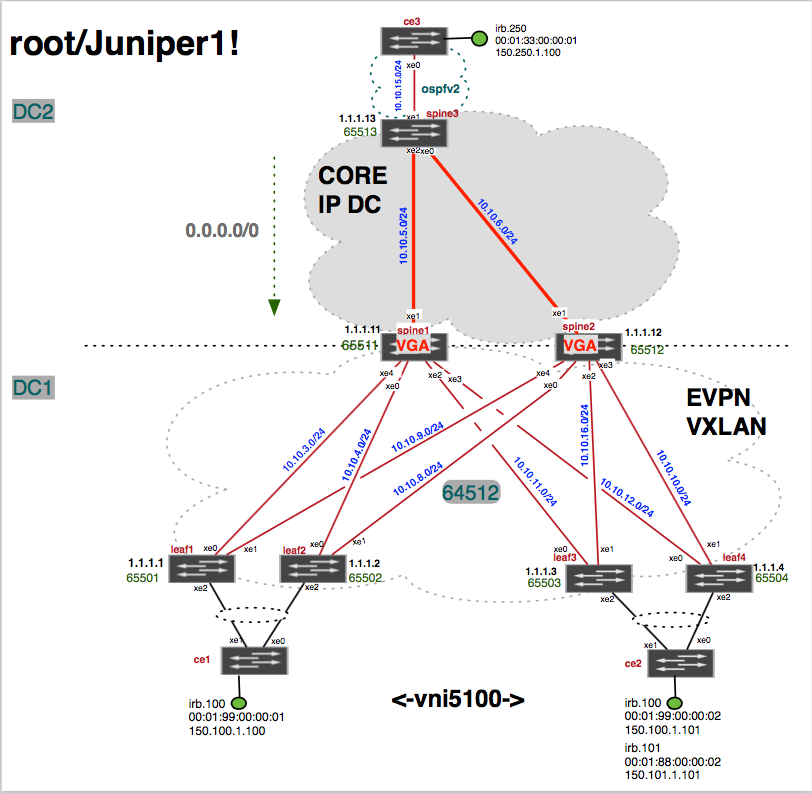 root/Juniper1!
ce3
irb.250
00:01:33:00:00:01
150.250.1.100
xe0
10.10.15.0/24
ospfv2
DC2
xe1
spine3
1.1.1.13
65513
xe2
xe0
CORE
IP DC
0.0.0.0/0
10.10.5.0/24
10.10.6.0/24
xe1
xe1
1.1.1.11
spine1
65511
VGA
spine2
1.1.1.12
VGA
65512
DC1
xe4
xe0
xe2
xe3
xe4
xe0
xe2
xe3
EVPN
VXLAN
10.10.3.0/24
10.10.4.0/24
10.10.9.0/24
10.10.8.0/24
10.10.11.0/24
10.10.16.0/24
10.10.12.0/24
10.10.10.0/24
64512
leaf1
xe0
xe1
1.1.1.1
65501
xe2
leaf2
xe0
xe1
1.1.1.2
65502
xe2
xe0
leaf3
xe1
1.1.1.3
65503
xe2
xe0
xe1
leaf4
1.1.1.4
65504
xe2
xe1
xe0
ce1
irb.100
00:01:99:00:00:01
150.100.1.100
<-vni5100->
xe1
xe0
ce2
irb.100
00:01:99:00:00:02
150.100.1.101
irb.101
00:01:88:00:00:02
150.101.1.101